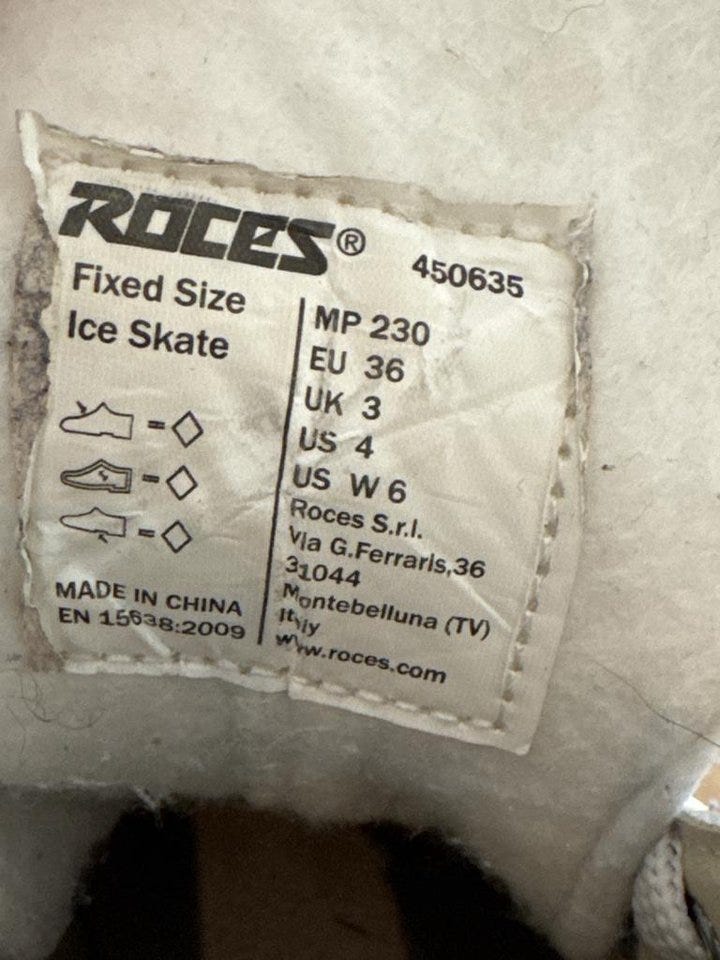 ROCES®
450635
Fixed Size
Ice Skate
MP 230
EU 36
UK 3
US 4
US W 6
Roces S.r.l.
Via G.Ferraris,36
31044
Montebelluna (TV)
Italy
www.roces.com
=
=
=
MADE IN CHINA
EN 15638:2009